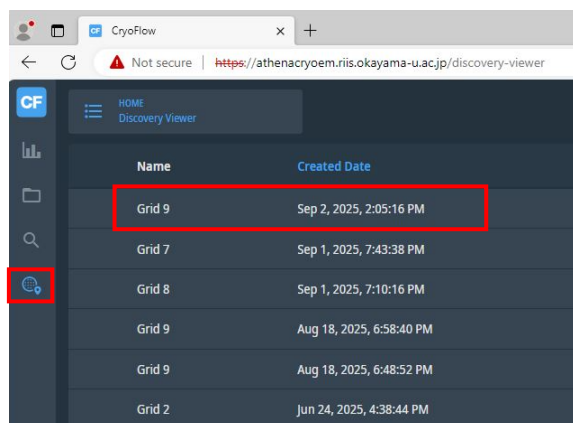 CryoFlow
Not secure | https://athenacryoem.riis.okayama-u.ac.jp/discovery-viewer
CF
HOME
Discovery Viewer
Name Created Date
Grid 9 Sep 2, 2025, 2:05:16 PM
Grid 7 Sep 1, 2025, 7:43:38 PM
Grid 8 Sep 1, 2025, 7:10:16 PM
Grid 9 Aug 18, 2025, 6:58:40 PM
Grid 9 Aug 18, 2025, 6:48:52 PM
Grid 2 Jun 24, 2025, 4:38:44 PM